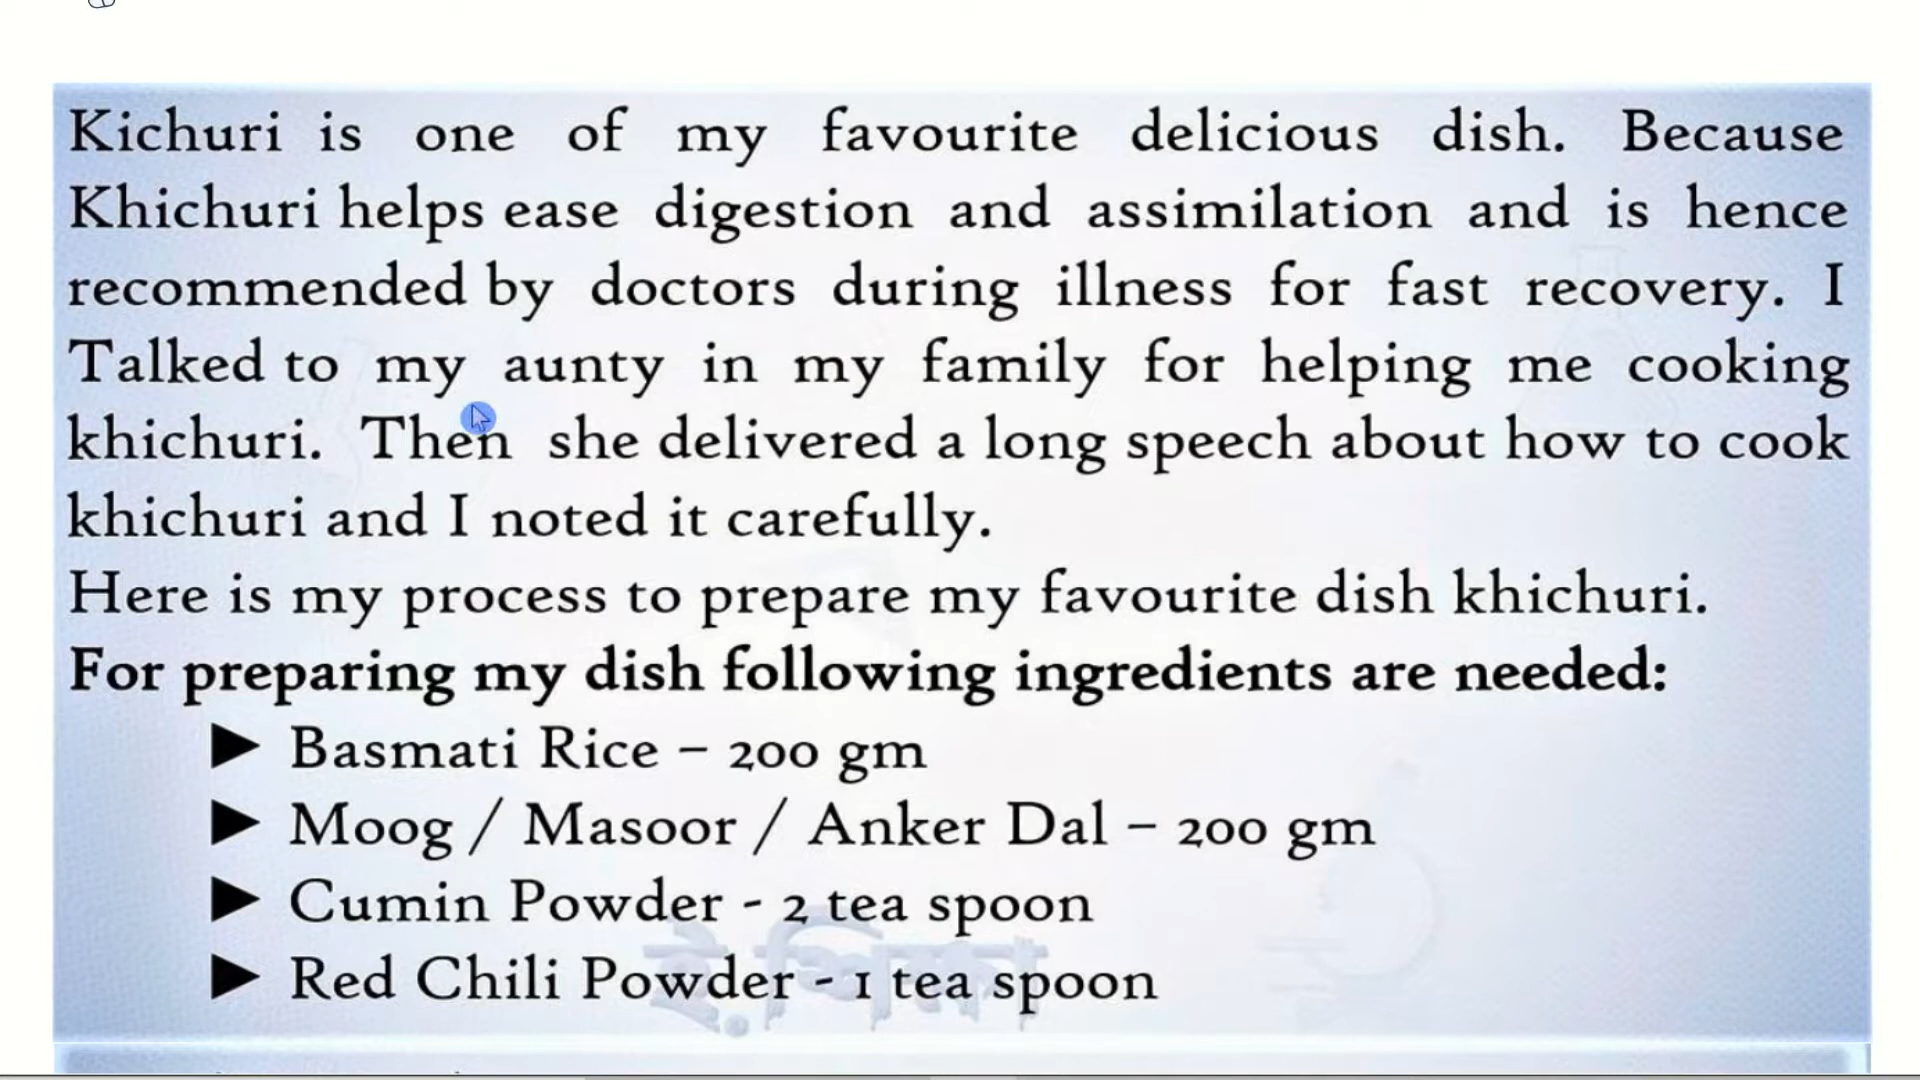 Kichuri is one of my favourite delicious dish. Because
Khichuri helps ease digestion and assimilation and is hence
recommended by doctors during illness for fast recovery. I
Talked to my aunty in my family for helping me cooking
khichuri. Then she delivered a long speech about how to cook
khichuri and I noted it carefully.
Here is my process to prepare my favourite dish khichuri.
For preparing my dish following ingredients are needed:
► Basmati Rice – 200 gm
► Moog / Masoor / Anker Dal – 200 gm
► Cumin Powder - 2 tea spoon
► Red Chili Powder - 1 tea spoon